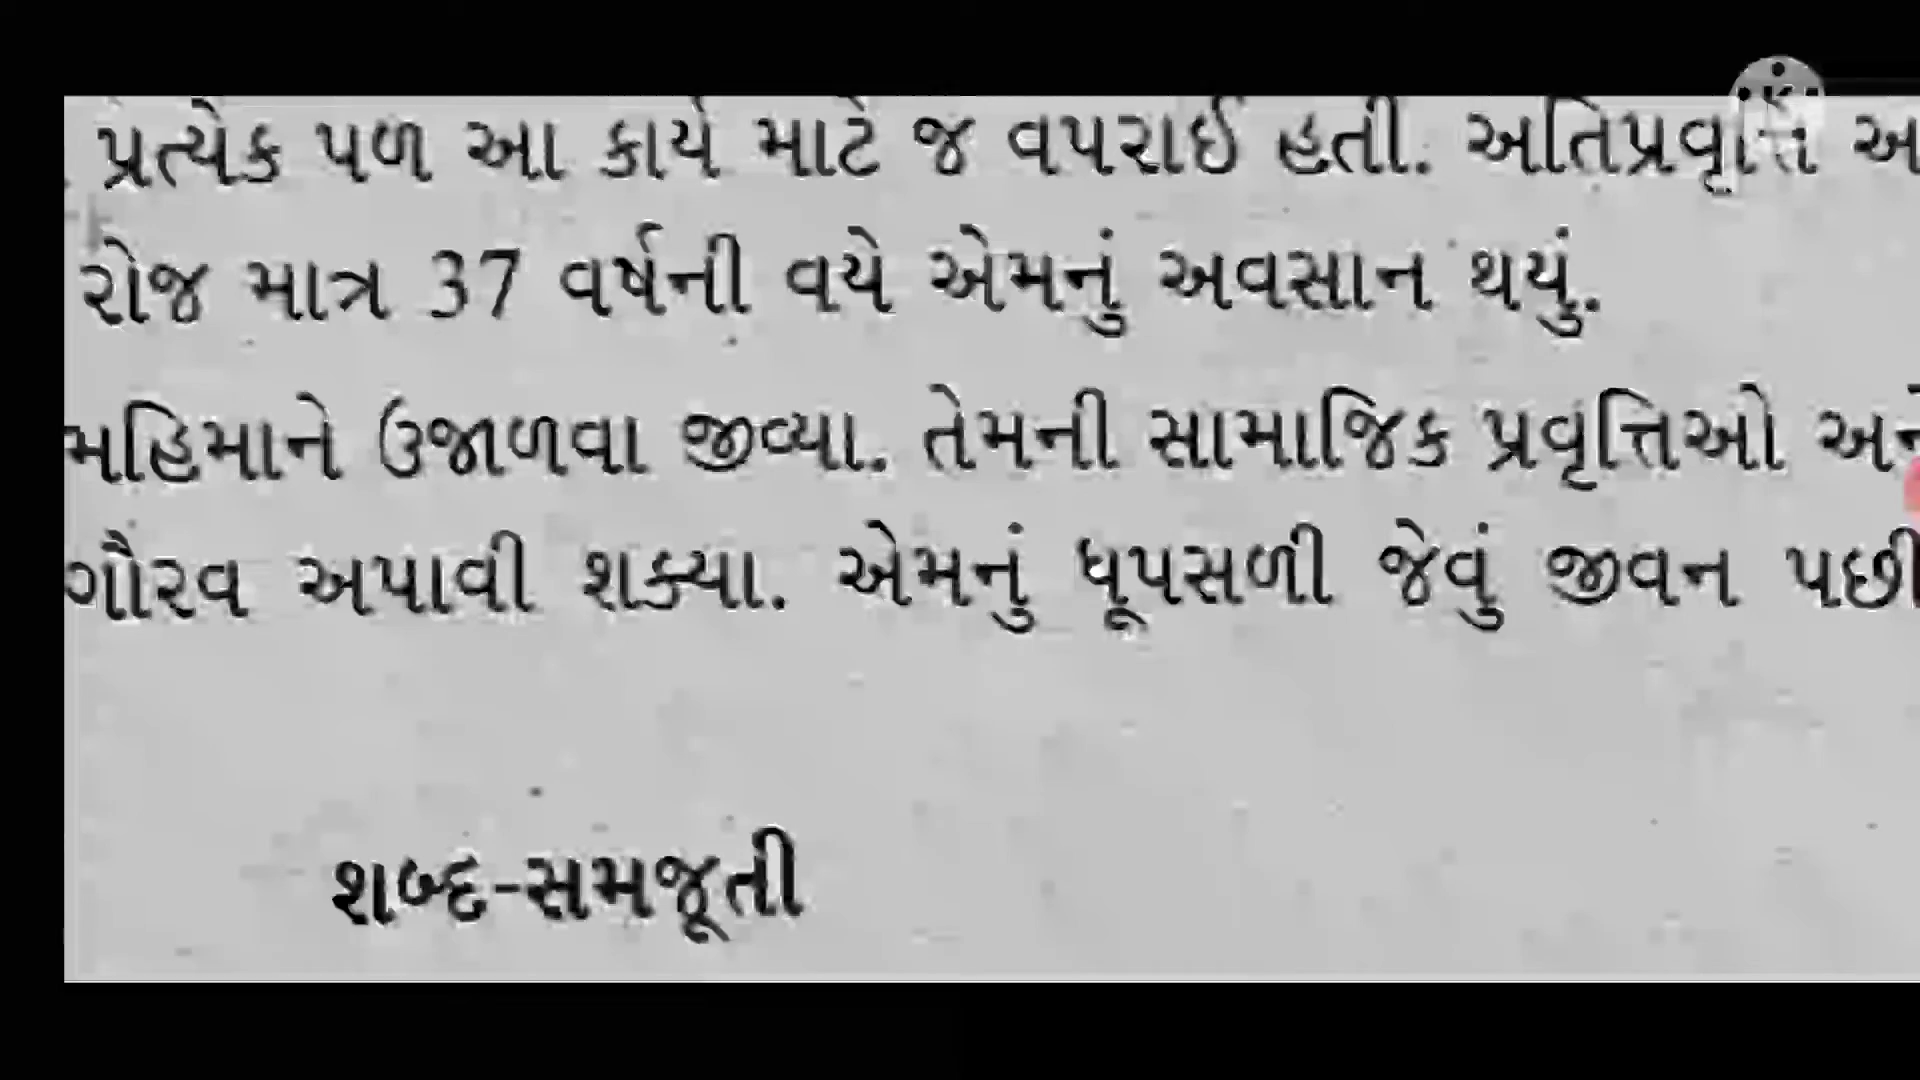 પ્રત્યેક પળ આ કાર્ય માટે જ વપરાઈ હતી. અતિપ્રવૃત્તિ
રોજ માત્ર 37 વર્ષની વયે એમનું અવસાન થયું.
મહિમાને ઉજાળવા જીવ્યા. તેમની સામાજિક પ્રવૃત્તિઓ
ગૌરવ અપાવી શક્યા. એમનું ધૂપસળી જેવું જીવન પછી
શબ્દ-સમજૂતી